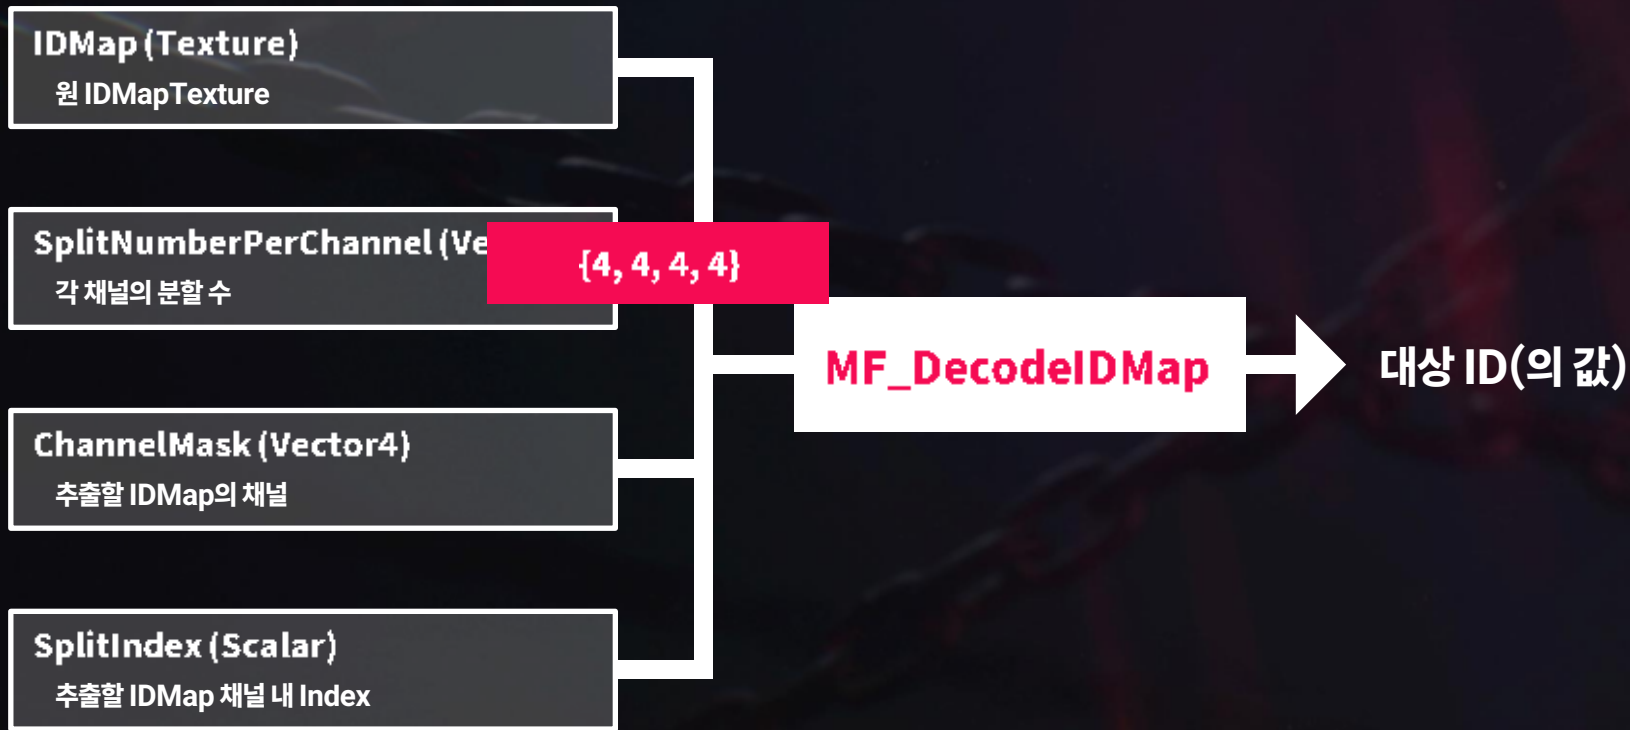 IDMap (Texture)
원 IDMapTexture
SplitNumberPerChannel (Ve
각 채널의 분할 수
{4, 4, 4, 4}
MF_DecodeIDMap
대상 ID(의 값)
ChannelMask (Vector4)
추출할 IDMap의 채널
SplitIndex (Scalar)
추출할 IDMap 채널 내 Index